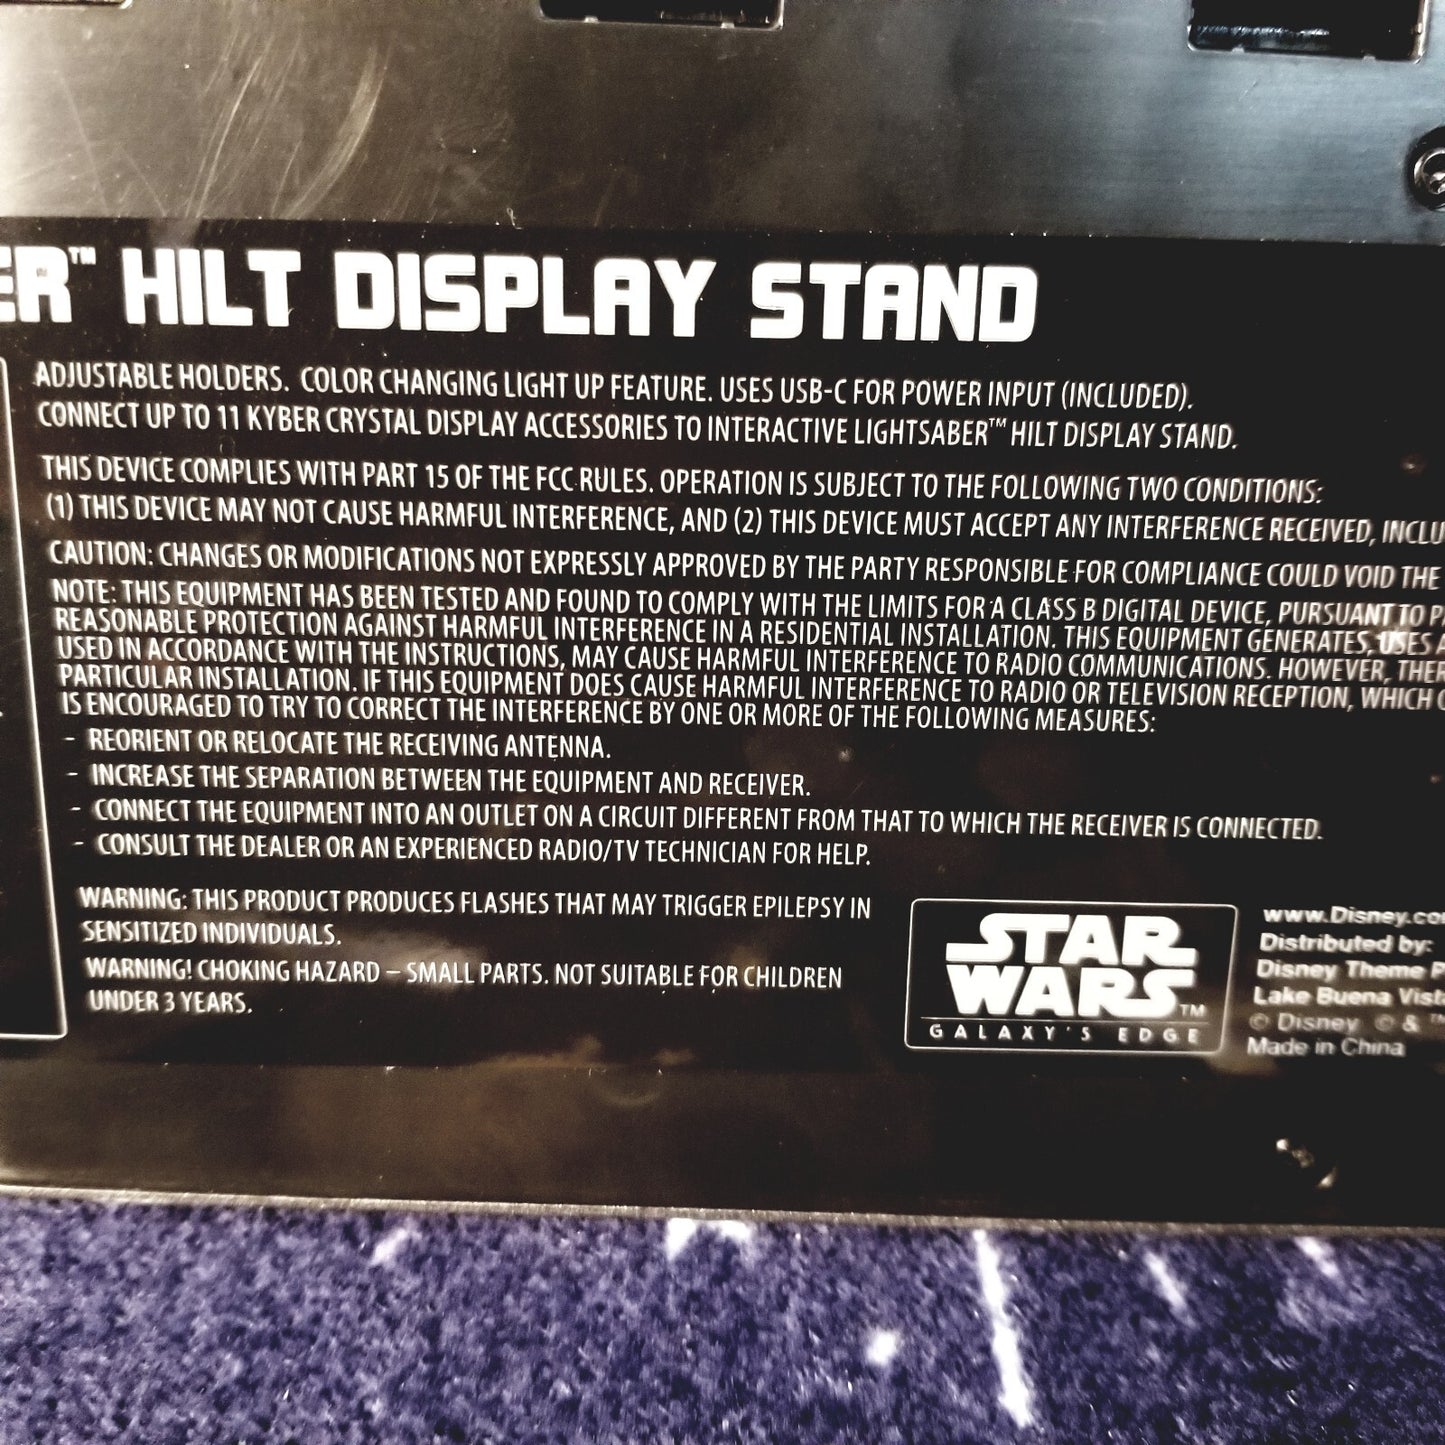 ER™ HILT DISPLAY STAND
ADJUSTABLE HOLDERS. COLOR CHANGING LIGHT UP FEATURE. USES USB-C FOR POWER INPUT (INCLUDED).
CONNECT UP TO 11 KYBER CRYSTAL DISPLAY ACCESSORIES TO INTERACTIVE LIGHTSABER™ HILT DISPLAY STAND.
THIS DEVICE COMPLIES WITH PART 15 OF THE FCC RULES. OPERATION IS SUBJECT TO THE FOLLOWING TWO CONDITIONS:
(1) THIS DEVICE MAY NOT CAUSE HARMFUL INTERFERENCE, AND (2) THIS DEVICE MUST ACCEPT ANY INTERFERENCE RECEIVED, INCLU
CAUTION: CHANGES OR MODIFICATIONS NOT EXPRESSLY APPROVED BY THE PARTY RESPONSIBLE FOR COMPLIANCE COULD VOID THE
NOTE: THIS EQUIPMENT HAS BEEN TESTED AND FOUND TO COMPLY WITH THE LIMITS FOR A CLASS B DIGITAL DEVICE, PURSUANT TO P
REASONABLE PROTECTION AGAINST HARMFUL INTERFERENCE IN A RESIDENTIAL INSTALLATION. THIS EQUIPMENT GENERATES, USES A
USED IN ACCORDANCE WITH THE INSTRUCTIONS, MAY CAUSE HARMFUL INTERFERENCE TO RADIO COMMUNICATIONS. HOWEVER, THER
PARTICULAR INSTALLATION. IF THIS EQUIPMENT DOES CAUSE HARMFUL INTERFERENCE TO RADIO OR TELEVISION RECEPTION, WHICH
IS ENCOURAGED TO TRY TO CORRECT THE INTERFERENCE BY ONE OR MORE OF THE FOLLOWING MEASURES:
- REORIENT OR RELOCATE THE RECEIVING ANTENNA.
- INCREASE THE SEPARATION BETWEEN THE EQUIPMENT AND RECEIVER.
- CONNECT THE EQUIPMENT INTO AN OUTLET ON A CIRCUIT DIFFERENT FROM THAT TO WHICH THE RECEIVER IS CONNECTED.
- CONSULT THE DEALER OR AN EXPERIENCED RADIO/TV TECHNICIAN FOR HELP.
WARNING: THIS PRODUCT PRODUCES FLASHES THAT MAY TRIGGER EPILEPSY IN
SENSITIZED INDIVIDUALS.
WARNING! CHOKING HAZARD – SMALL PARTS. NOT SUITABLE FOR CHILDREN
UNDER 3 YEARS.
STAR
WARS™
GALAXY'S EDGE
www.Disney.co
Distributed by:
Disney Theme P
Lake Buena Vist
© Disney © & ™
Made in China